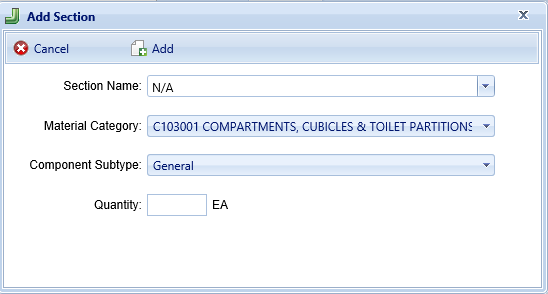 Add Section
Cancel Add
Section Name: N/A
Material Category: C103001 COMPARTMENTS, CUBICLES & TOILET PARTITIONS
Component Subtype: General
Quantity: EA